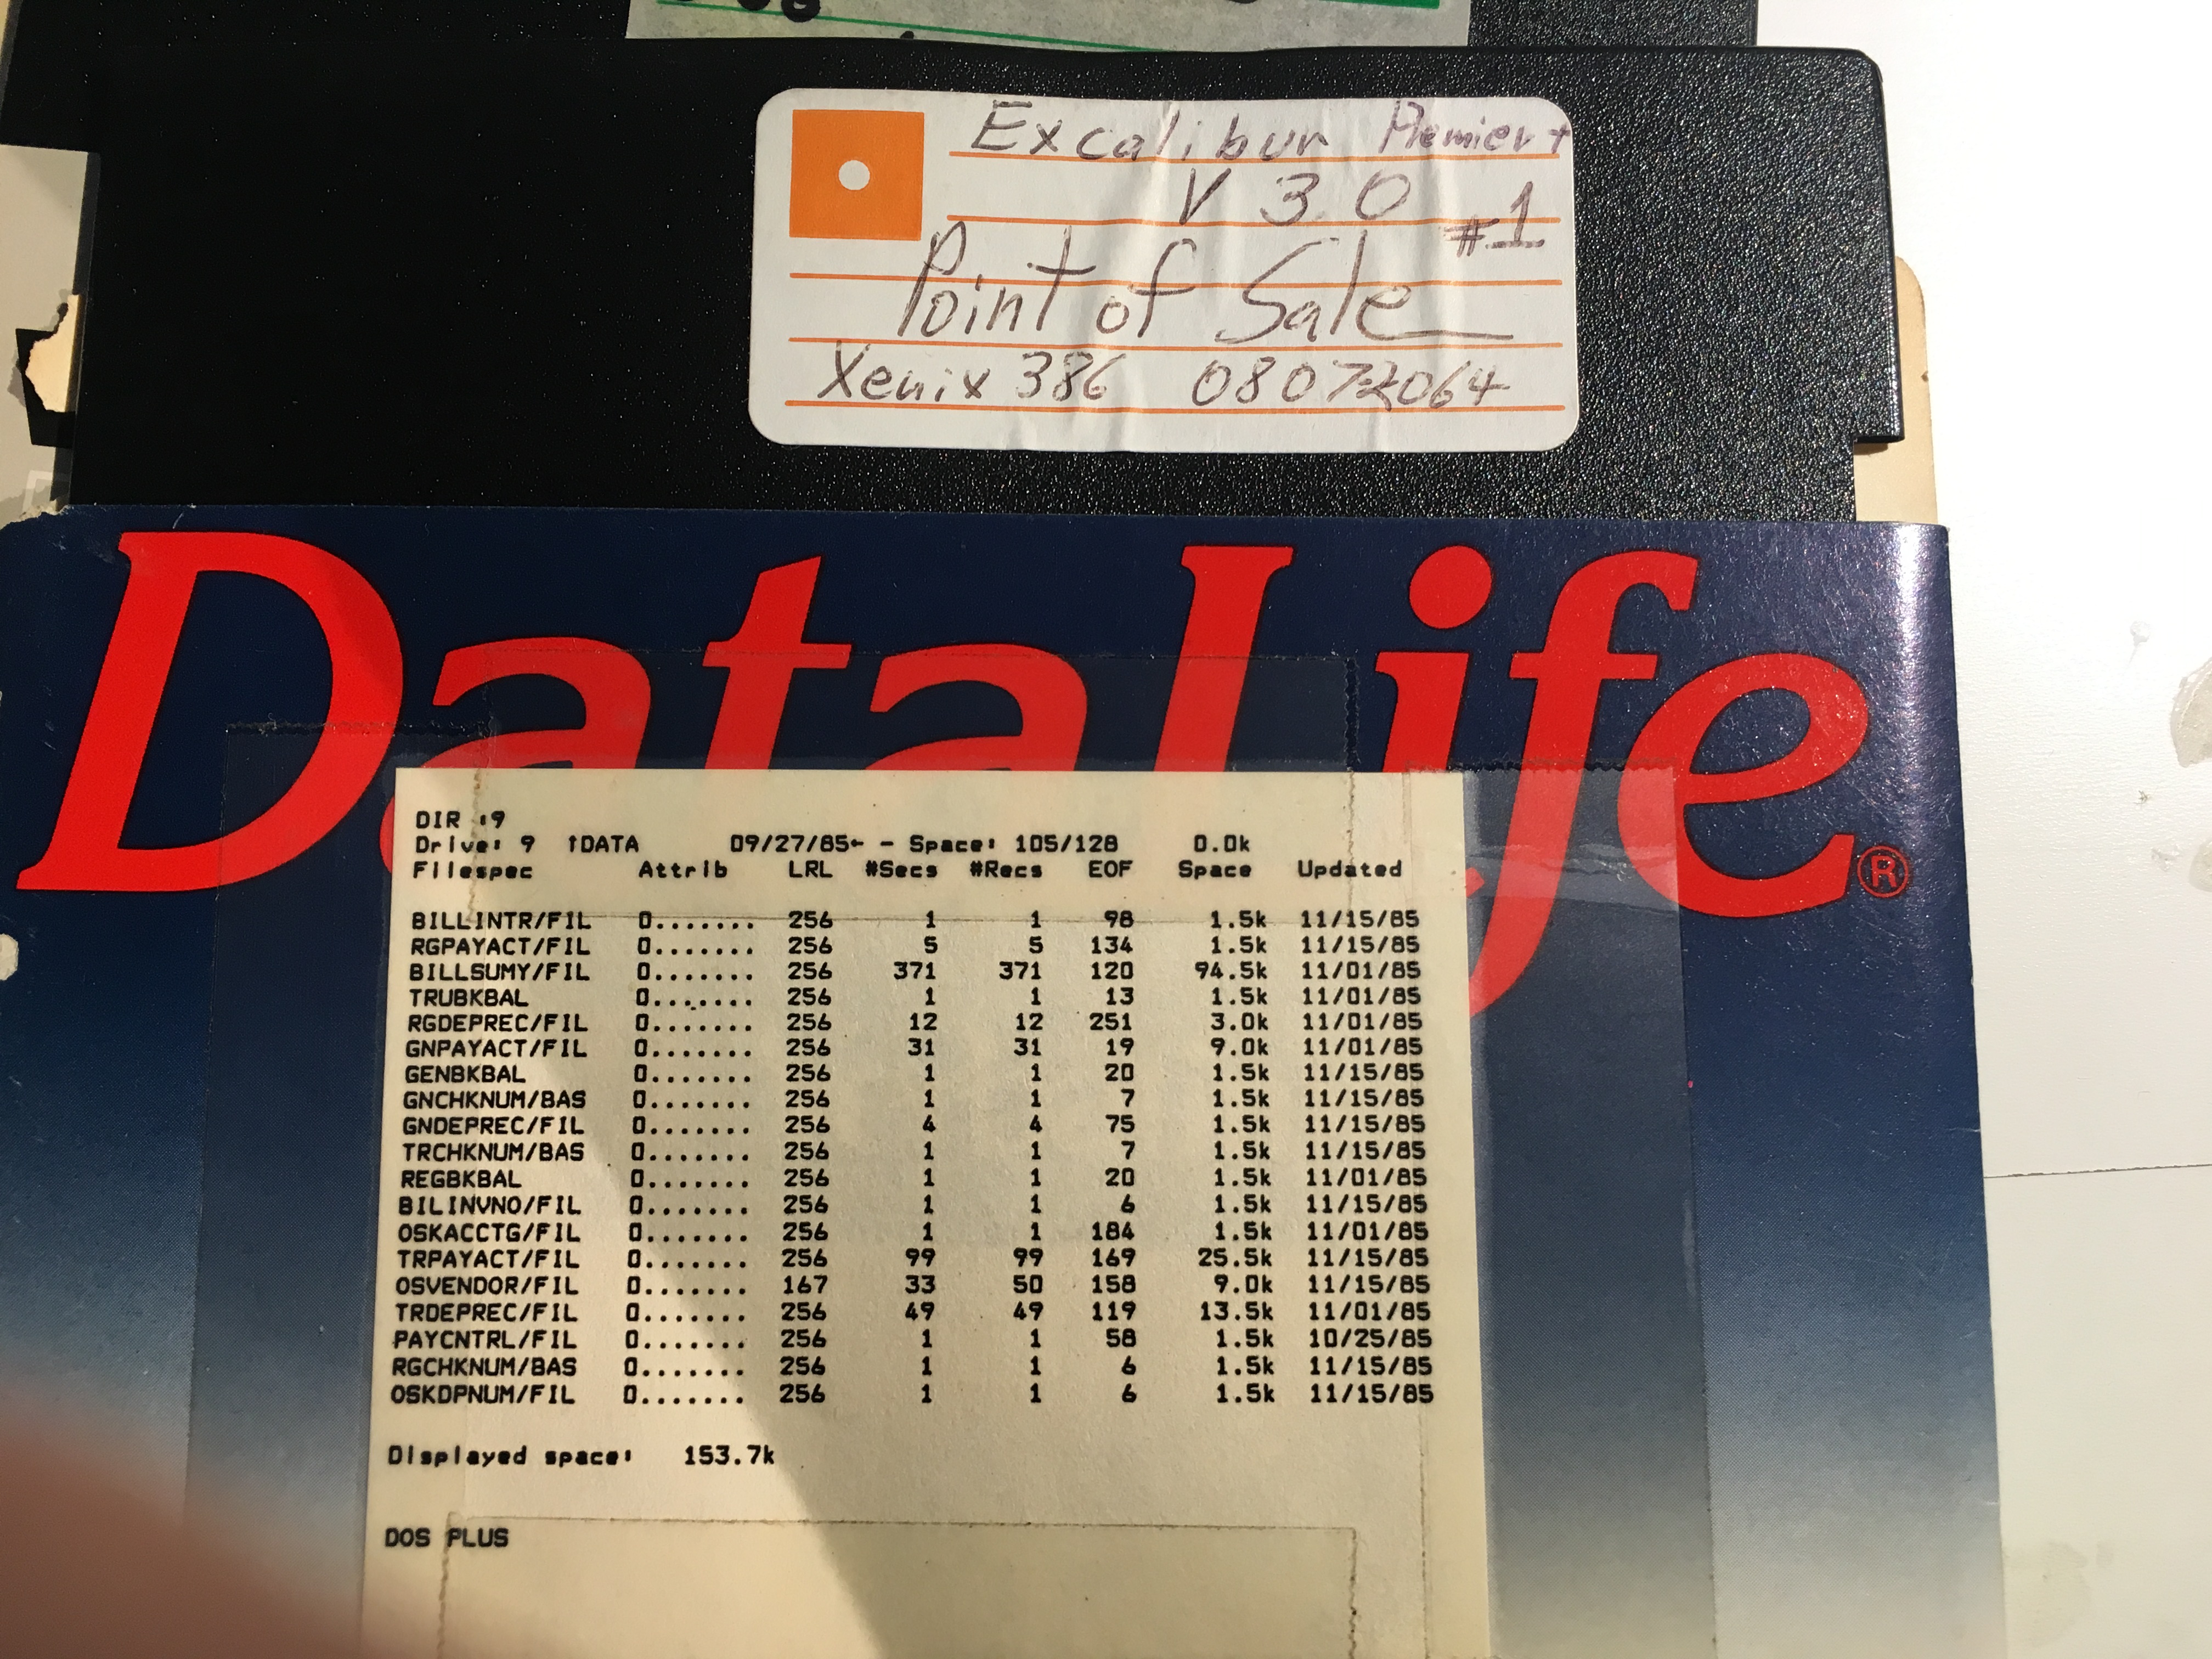 Excalibur Premier+
V 3.0
#1
Point of Sale
Xenix 386 08072064
DataLife®
DIR :9
Drive: 9 ↑DATA 09/27/85← - Space: 105/128 0.0k
Filespec Attrib LRL #Secs #Recs EOF Space Updated
BILLINTR/FIL 0....... 256 1 1 98 1.5k 11/15/85
RGPAYACT/FIL 0....... 256 5 5 134 1.5k 11/15/85
BILLSUMY/FIL 0....... 256 371 371 120 94.5k 11/01/85
TRUBKBAL 0....... 256 1 1 13 1.5k 11/01/85
RGDEPREC/FIL 0....... 256 12 12 251 3.0k 11/01/85
GNPAYACT/FIL 0....... 256 31 31 19 9.0k 11/01/85
GENBKBAL 0....... 256 1 1 20 1.5k 11/15/85
GNCHKNUM/BAS 0....... 256 1 1 7 1.5k 11/15/85
GNDEPREC/FIL 0....... 256 4 4 75 1.5k 11/15/85
TRCHKNUM/BAS 0....... 256 1 1 7 1.5k 11/15/85
REGBKBAL 0....... 256 1 1 20 1.5k 11/01/85
BILINVNO/FIL 0....... 256 1 1 6 1.5k 11/15/85
OSKACCTG/FIL 0....... 256 1 1 184 1.5k 11/01/85
TRPAYACT/FIL 0....... 256 99 99 169 25.5k 11/15/85
OSVENDOR/FIL 0....... 167 33 50 158 9.0k 11/15/85
TRDEPREC/FIL 0....... 256 49 49 119 13.5k 11/01/85
PAYCNTRL/FIL 0....... 256 1 1 58 1.5k 10/25/85
RGCHKNUM/BAS 0....... 256 1 1 6 1.5k 11/15/85
OSKDPNUM/FIL 0....... 256 1 1 6 1.5k 11/15/85
Displayed space: 153.7k
DOS PLUS